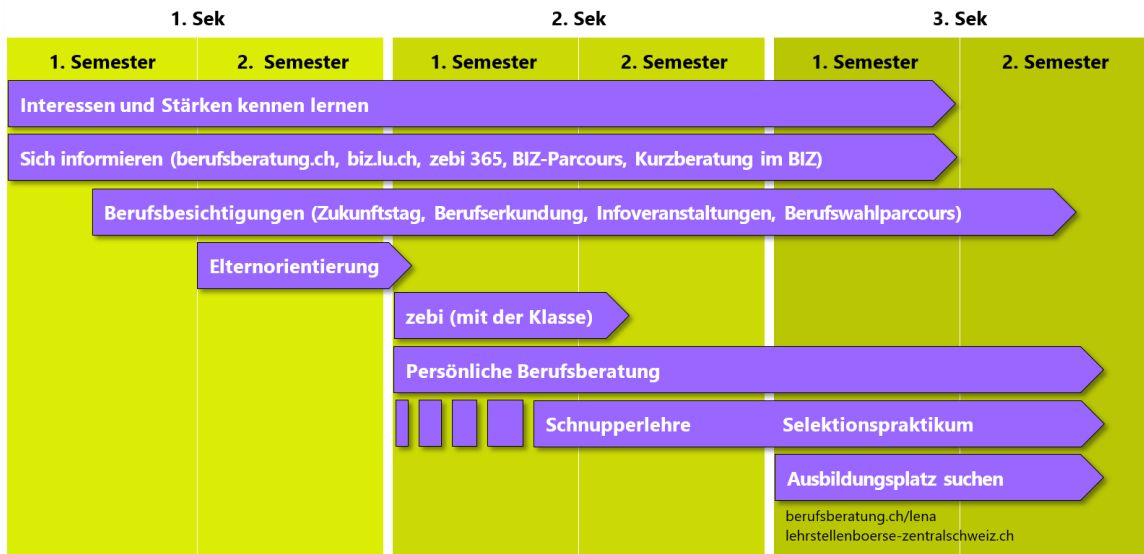 1. Sek
2. Sek
3. Sek
1. Semester
2. Semester
1. Semester
2. Semester
1. Semester
2. Semester
Interessen und Stärken kennen lernen
Sich informieren (berufsberatung.ch, biz.lu.ch, zebi 365, BIZ-Parcours, Kurzberatung im BIZ)
Berufsbesichtigungen (Zukunftstag, Berufserkundung, Infoveranstaltungen, Berufswahlparcours)
Elternorientierung
zebi (mit der Klasse)
Persönliche Berufsberatung
Schnupperlehre
Selektionspraktikum
Ausbildungsplatz suchen
berufsberatung.ch/lena
lehrstellenboerse-zentralschweiz.ch